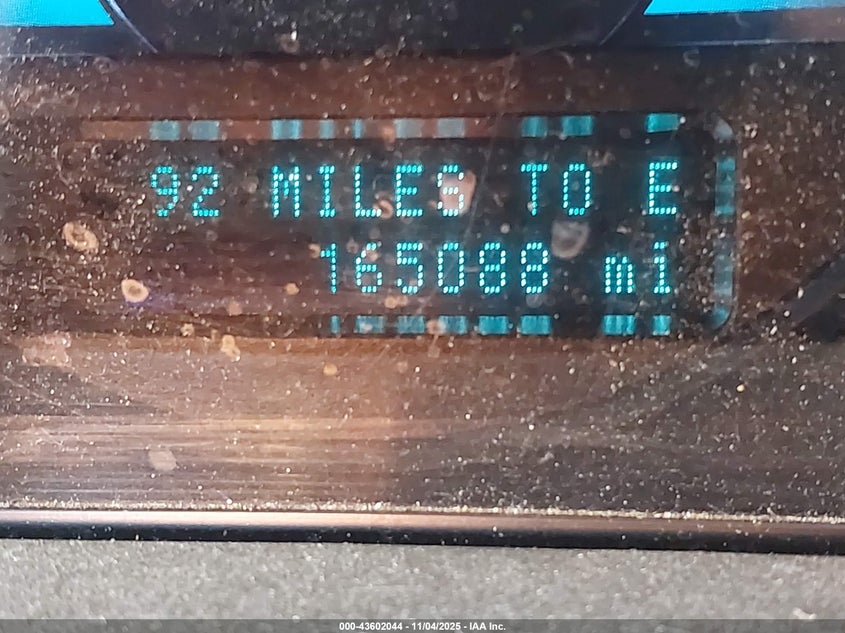 92 MILES TO E
165088 mi
000-43602044 - 11/04/2025 - IAA Inc.